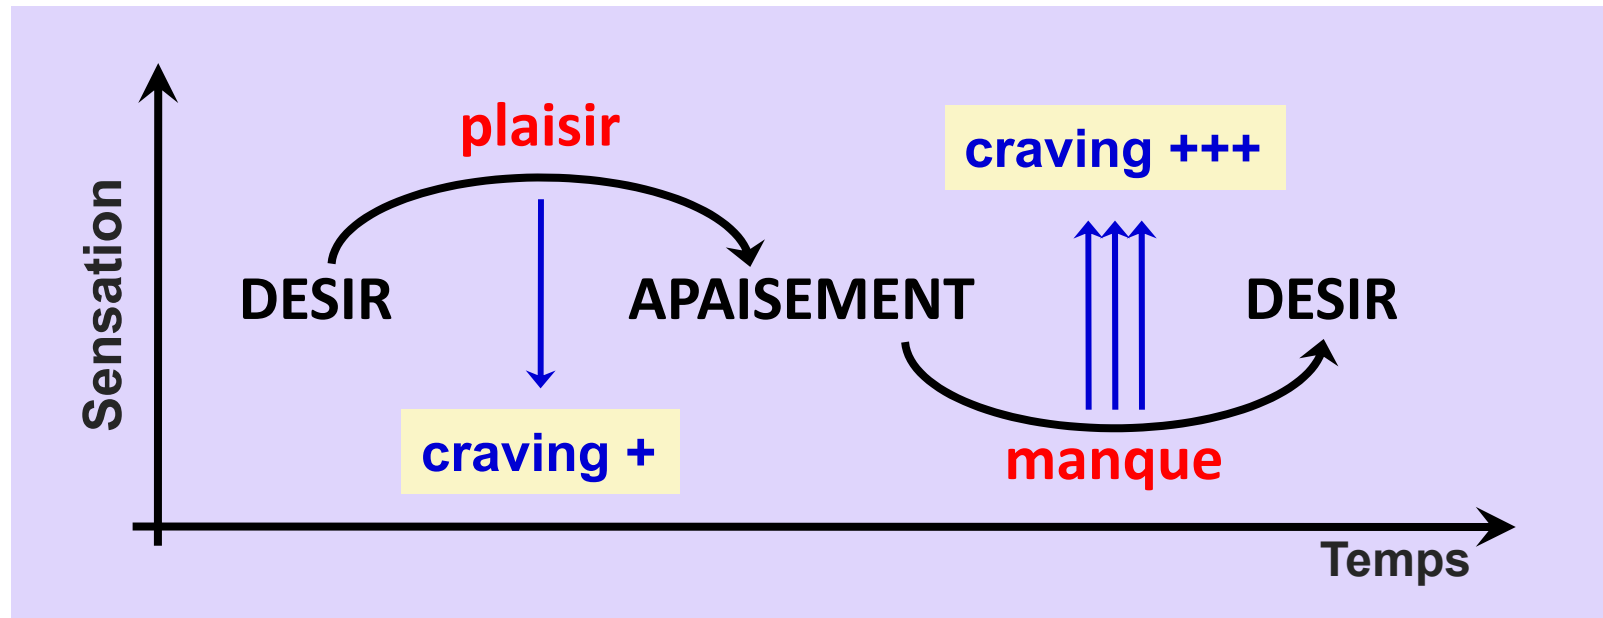 plaisir
craving +++
Sensation
DESIR
APAISEMENT
DESIR
craving +
manque
Temps